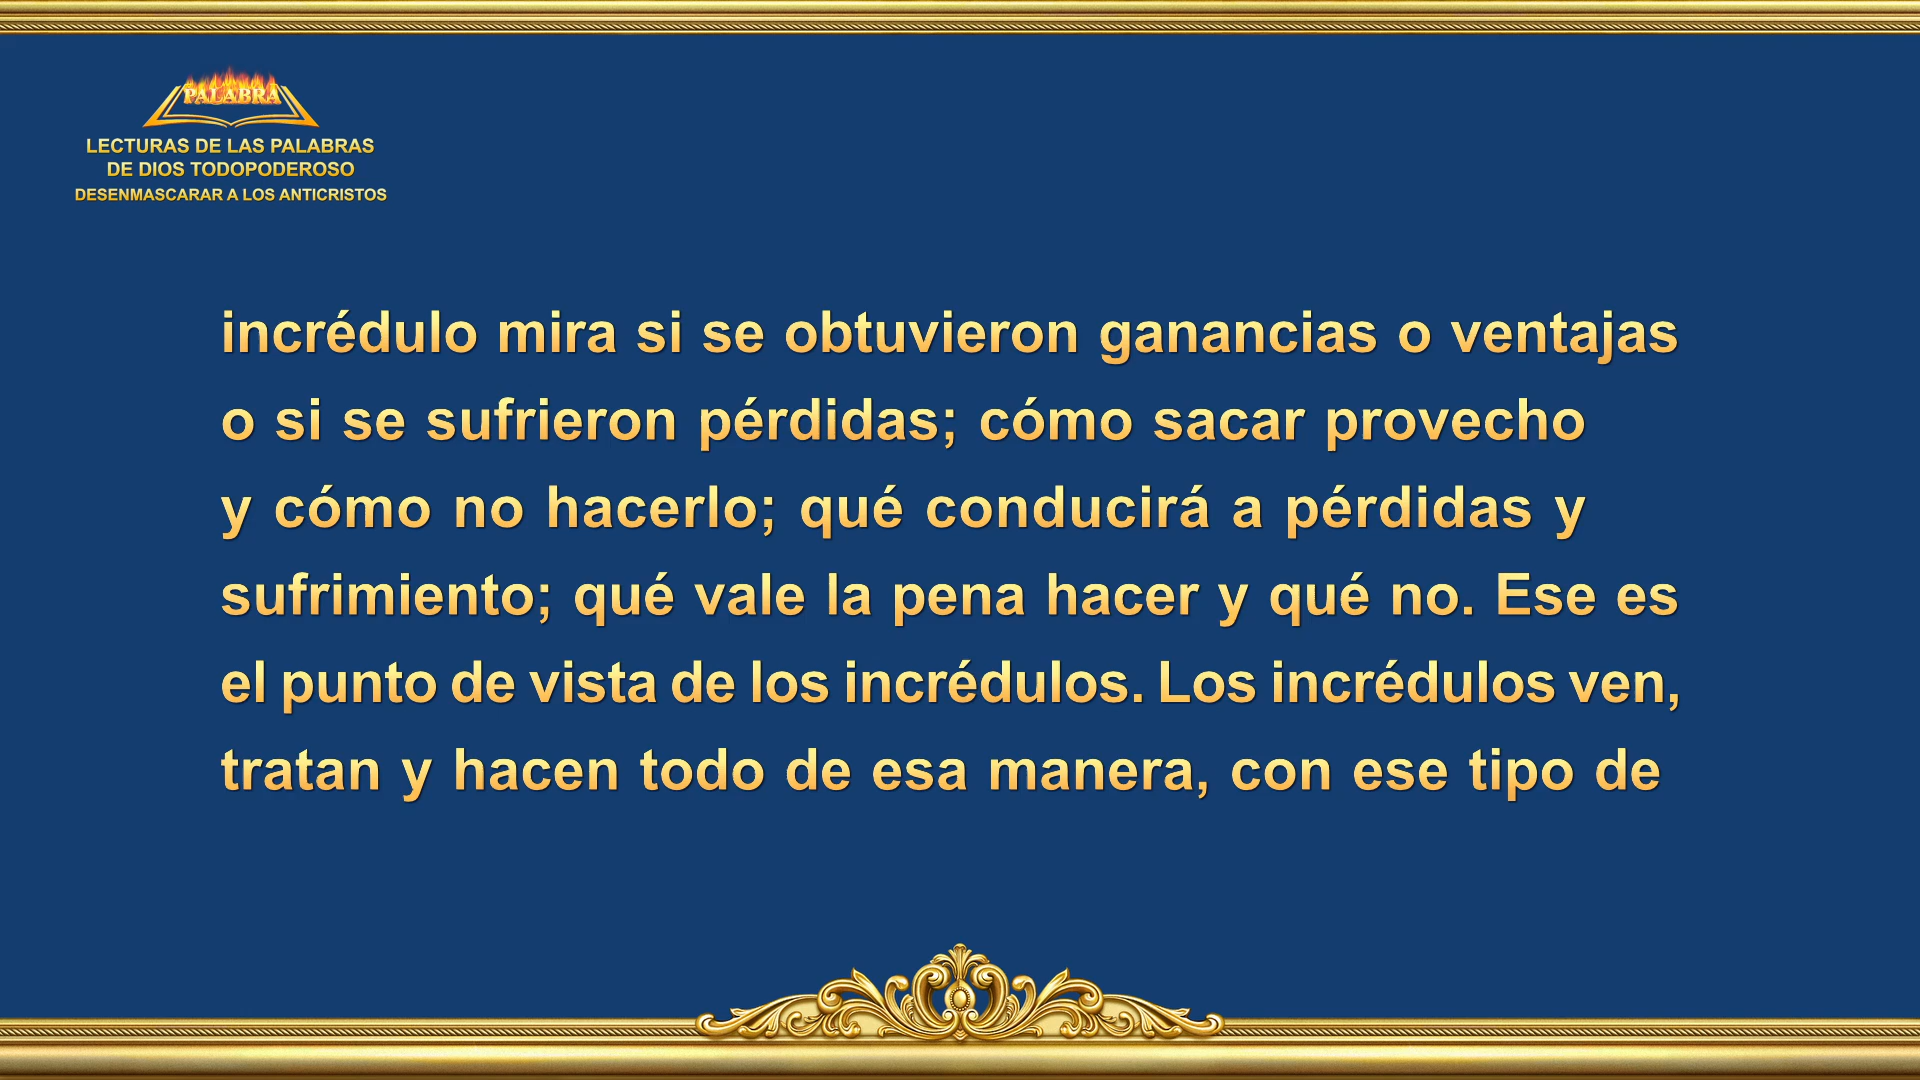 PALABRA
LECTURAS DE LAS PALABRAS
DE DIOS TODOPODEROSO
DESENMASCARAR A LOS ANTICRISTOS
incrédulo mira si se obtuvieron ganancias o ventajas
o si se sufrieron pérdidas; cómo sacar provecho
y cómo no hacerlo; qué conducirá a pérdidas y
sufrimiento; qué vale la pena hacer y qué no. Ese es
el punto de vista de los incrédulos. Los incrédulos ven,
tratan y hacen todo de esa manera, con ese tipo de